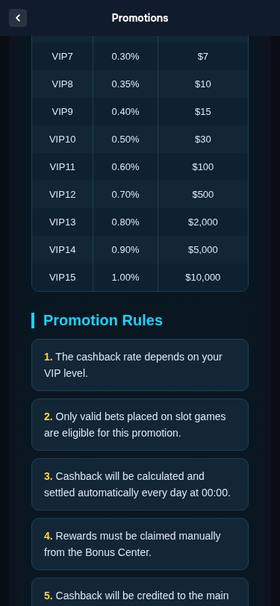 Promotions
VIP7 0.30% $7
VIP8 0.35% $10
VIP9 0.40% $15
VIP10 0.50% $30
VIP11 0.60% $100
VIP12 0.70% $500
VIP13 0.80% $2,000
VIP14 0.90% $5,000
VIP15 1.00% $10,000
Promotion Rules
1. The cashback rate depends on your
VIP level.
2. Only valid bets placed on slot games
are eligible for this promotion.
3. Cashback will be calculated and
settled automatically every day at 00:00.
4. Rewards must be claimed manually
from the Bonus Center.
5. Cashback will be credited to the main